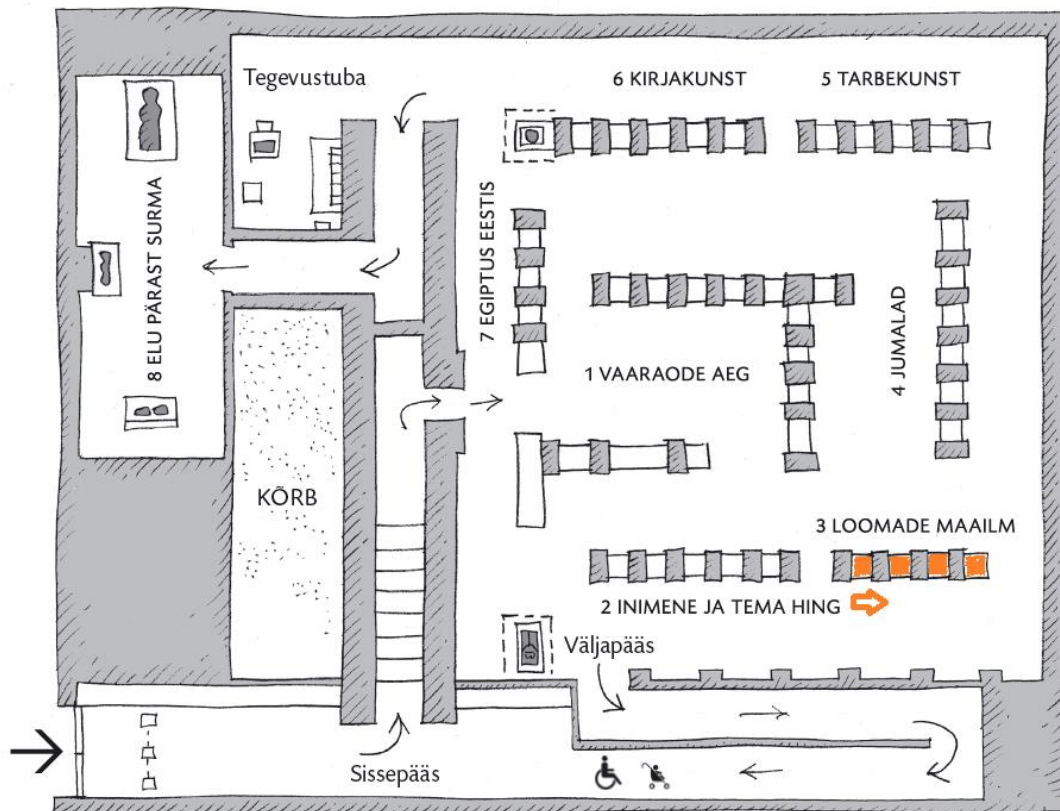 Tegevustuba
6 KIRJAKUNST
5 TARBEKUNST
8 ELU PÄRAST SURMA
7 EGIPTUS EESTIS
1 VAARAODE AEG
4 JUMALAD
KÕRB
3 LOOMADE MAAILM
2 INIMENE JA TEMA HING
Väljapääs
Sissepääs